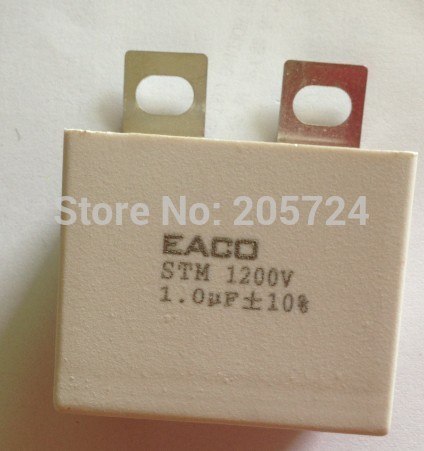 Store No: 205724
EACO
STM 1200V
1.0µF±10%